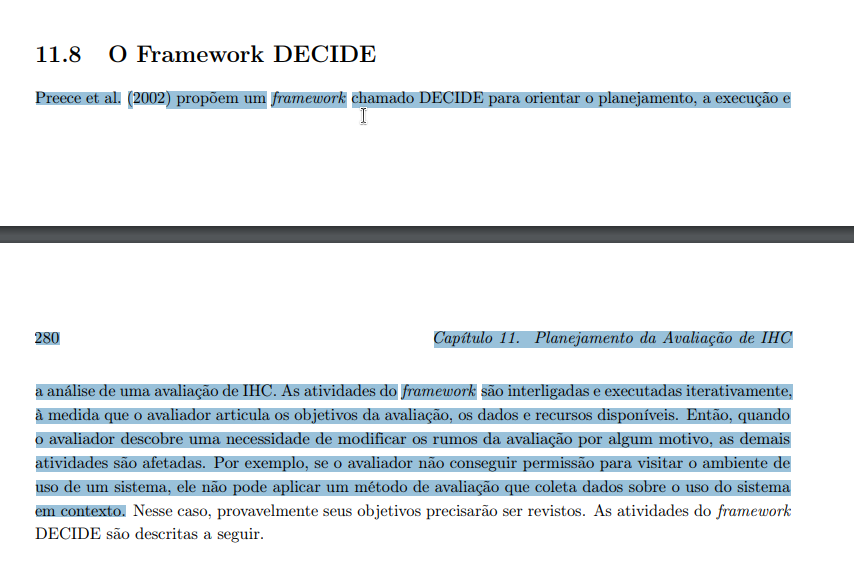 11.8 O Framework DECIDE
Preece et al. (2002) propõem um framework chamado DECIDE para orientar o planejamento, a execução e
280 Capítulo 11. Planejamento da Avaliação de IHC
a análise de uma avaliação de IHC. As atividades do framework são interligadas e executadas iterativamente,
à medida que o avaliador articula os objetivos da avaliação, os dados e recursos disponíveis. Então, quando
o avaliador descobre uma necessidade de modificar os rumos da avaliação por algum motivo, as demais
atividades são afetadas. Por exemplo, se o avaliador não conseguir permissão para visitar o ambiente de
uso de um sistema, ele não pode aplicar um método de avaliação que coleta dados sobre o uso do sistema
em contexto. Nesse caso, provavelmente seus objetivos precisarão ser revistos. As atividades do framework
DECIDE são descritas a seguir.